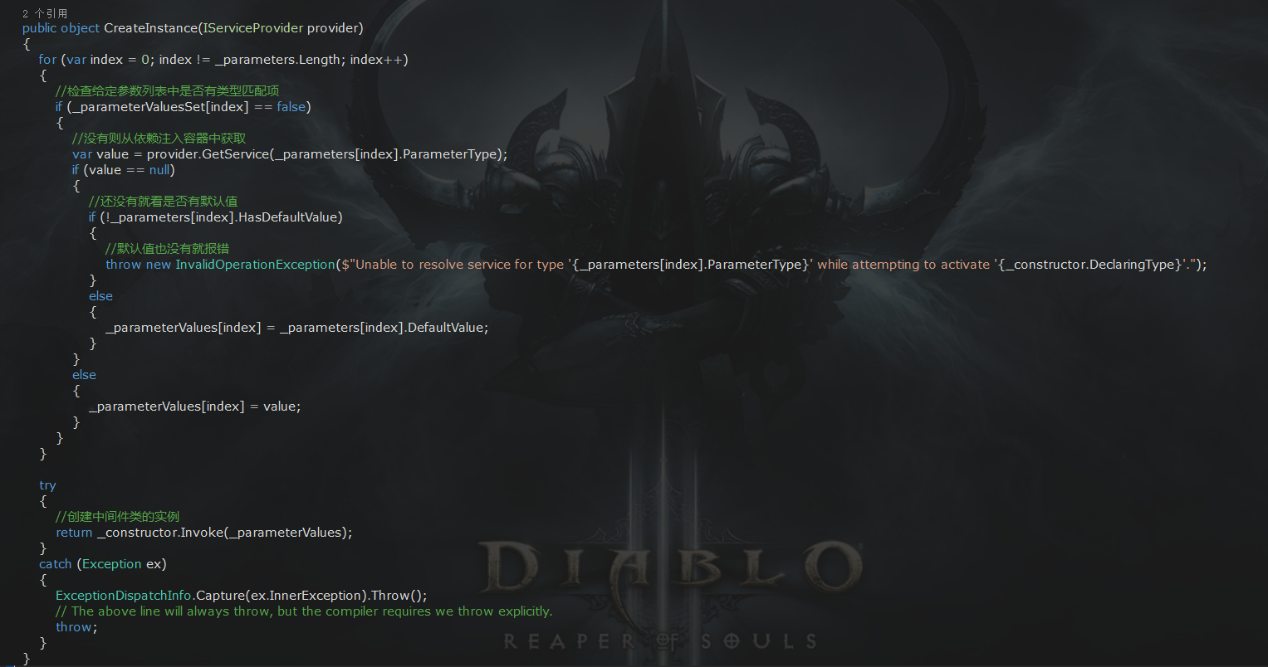 2 个引用
public object CreateInstance(IServiceProvider provider)
{
for (var index = 0; index != _parameters.Length; index++)
{
//检查给定参数列表中是否有类型匹配项
if (_parameterValuesSet[index] == false)
{
//没有则从依赖注入容器中获取
var value = provider.GetService(_parameters[index].ParameterType);
if (value == null)
{
//还没有就看是否有默认值
if (!_parameters[index].HasDefaultValue)
{
//默认值也没有就报错
throw new InvalidOperationException($"Unable to resolve service for type '{_parameters[index].ParameterType}' while attempting to activate '{_constructor.DeclaringType}'.");
}
else
{
_parameterValues[index] = _parameters[index].DefaultValue;
}
}
else
{
_parameterValues[index] = value;
}
}
}
try
{
//创建中间件类的实例
return _constructor.Invoke(_parameterValues);
}
catch (Exception ex)
{
ExceptionDispatchInfo.Capture(ex.InnerException).Throw();
// The above line will always throw, but the compiler requires we throw explicitly.
throw;
}
}
DIABLO
REAPER OF SOULS